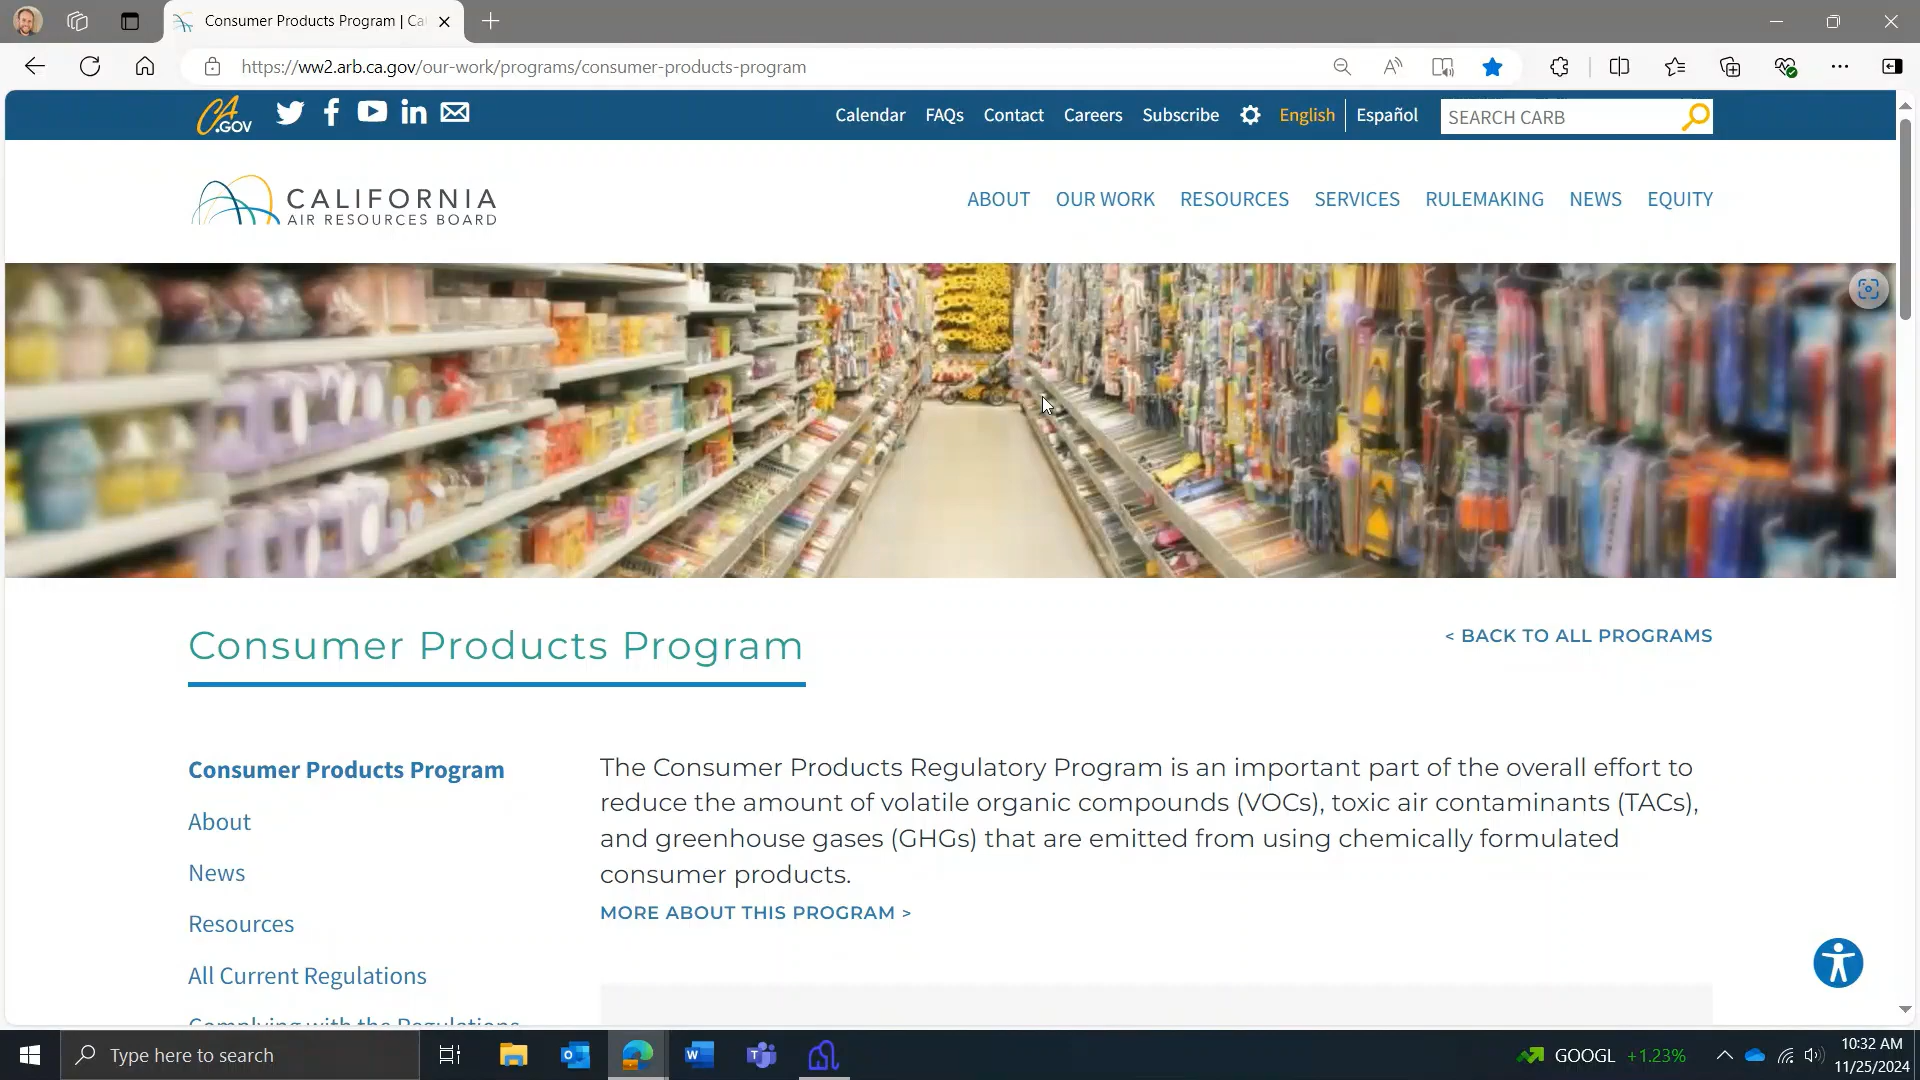 Consumer Products Program | Ca
https://ww2.arb.ca.gov/our-work/programs/consumer-products-program
CA.GOV
Calendar FAQs Contact Careers Subscribe English Español SEARCH CARB
CALIFORNIA
AIR RESOURCES BOARD
ABOUT OUR WORK RESOURCES SERVICES RULEMAKING NEWS EQUITY
Consumer Products Program
< BACK TO ALL PROGRAMS
Consumer Products Program
About
News
Resources
All Current Regulations
Complying with the Regulations
The Consumer Products Regulatory Program is an important part of the overall effort to
reduce the amount of volatile organic compounds (VOCs), toxic air contaminants (TACs),
and greenhouse gases (GHGs) that are emitted from using chemically formulated
consumer products.
MORE ABOUT THIS PROGRAM >
Type here to search
GOOGL +1.23%
10:32 AM
11/25/2024